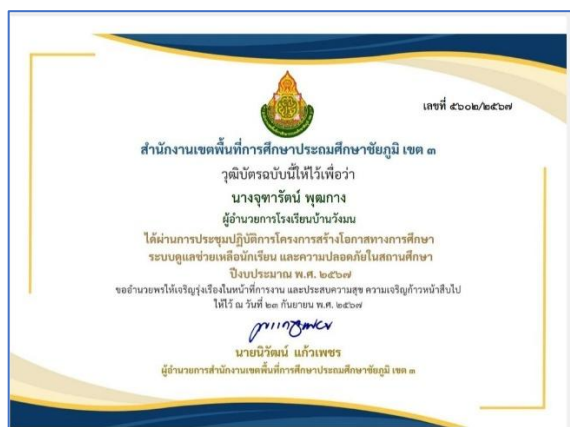 เลขที่ ๕๖๐๒/๒๕๖๗
สำนักงานเขตพื้นที่การศึกษาประถมศึกษาชัยภูมิ เขต ๓
วุฒิบัตรฉบับนี้ให้ไว้เพื่อว่า
นางจุฑารัตน์ พุฒกาง
ผู้อำนวยการโรงเรียนบ้านวังมน
ได้ผ่านการประชุมปฏิบัติการโครงการสร้างโอกาสทางการศึกษา
ระบบดูแลช่วยเหลือนักเรียน และความปลอดภัยในสถานศึกษา
ปีงบประมาณ พ.ศ. ๒๕๖๗
ขออำนวยพรให้เจริญรุ่งเรืองในหน้าที่การงาน และประสบความสุข ความเจริญก้าวหน้าสืบไป
ให้ไว้ ณ วันที่ ๒๓ กันยายน พ.ศ. ๒๕๖๗
นายนิวัฒน์ แก้วเพชร
ผู้อำนวยการสำนักงานเขตพื้นที่การศึกษาประถมศึกษาชัยภูมิ เขต ๓